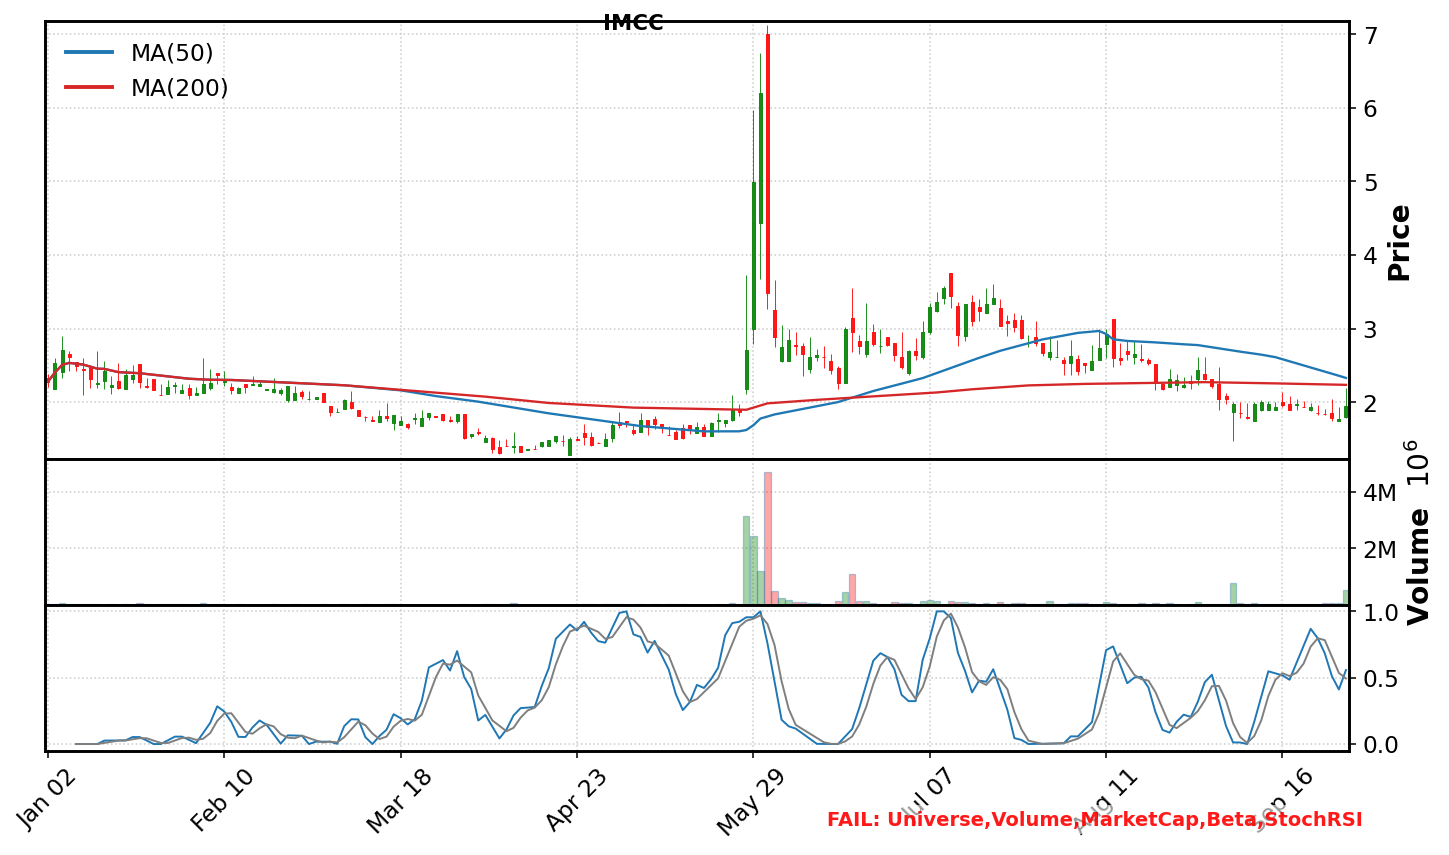 IMCC
MA(50)
MA(200)
7
6
5
4
3
2
Price
4M
2M
Volume 10^6
1.0
0.5
0.0
Jan 02
Feb 10
Mar 18
Apr 23
May 29
Jul 07
Aug 11
Sep 16
FAIL: Universe,Volume,MarketCap,Beta,StochRSI